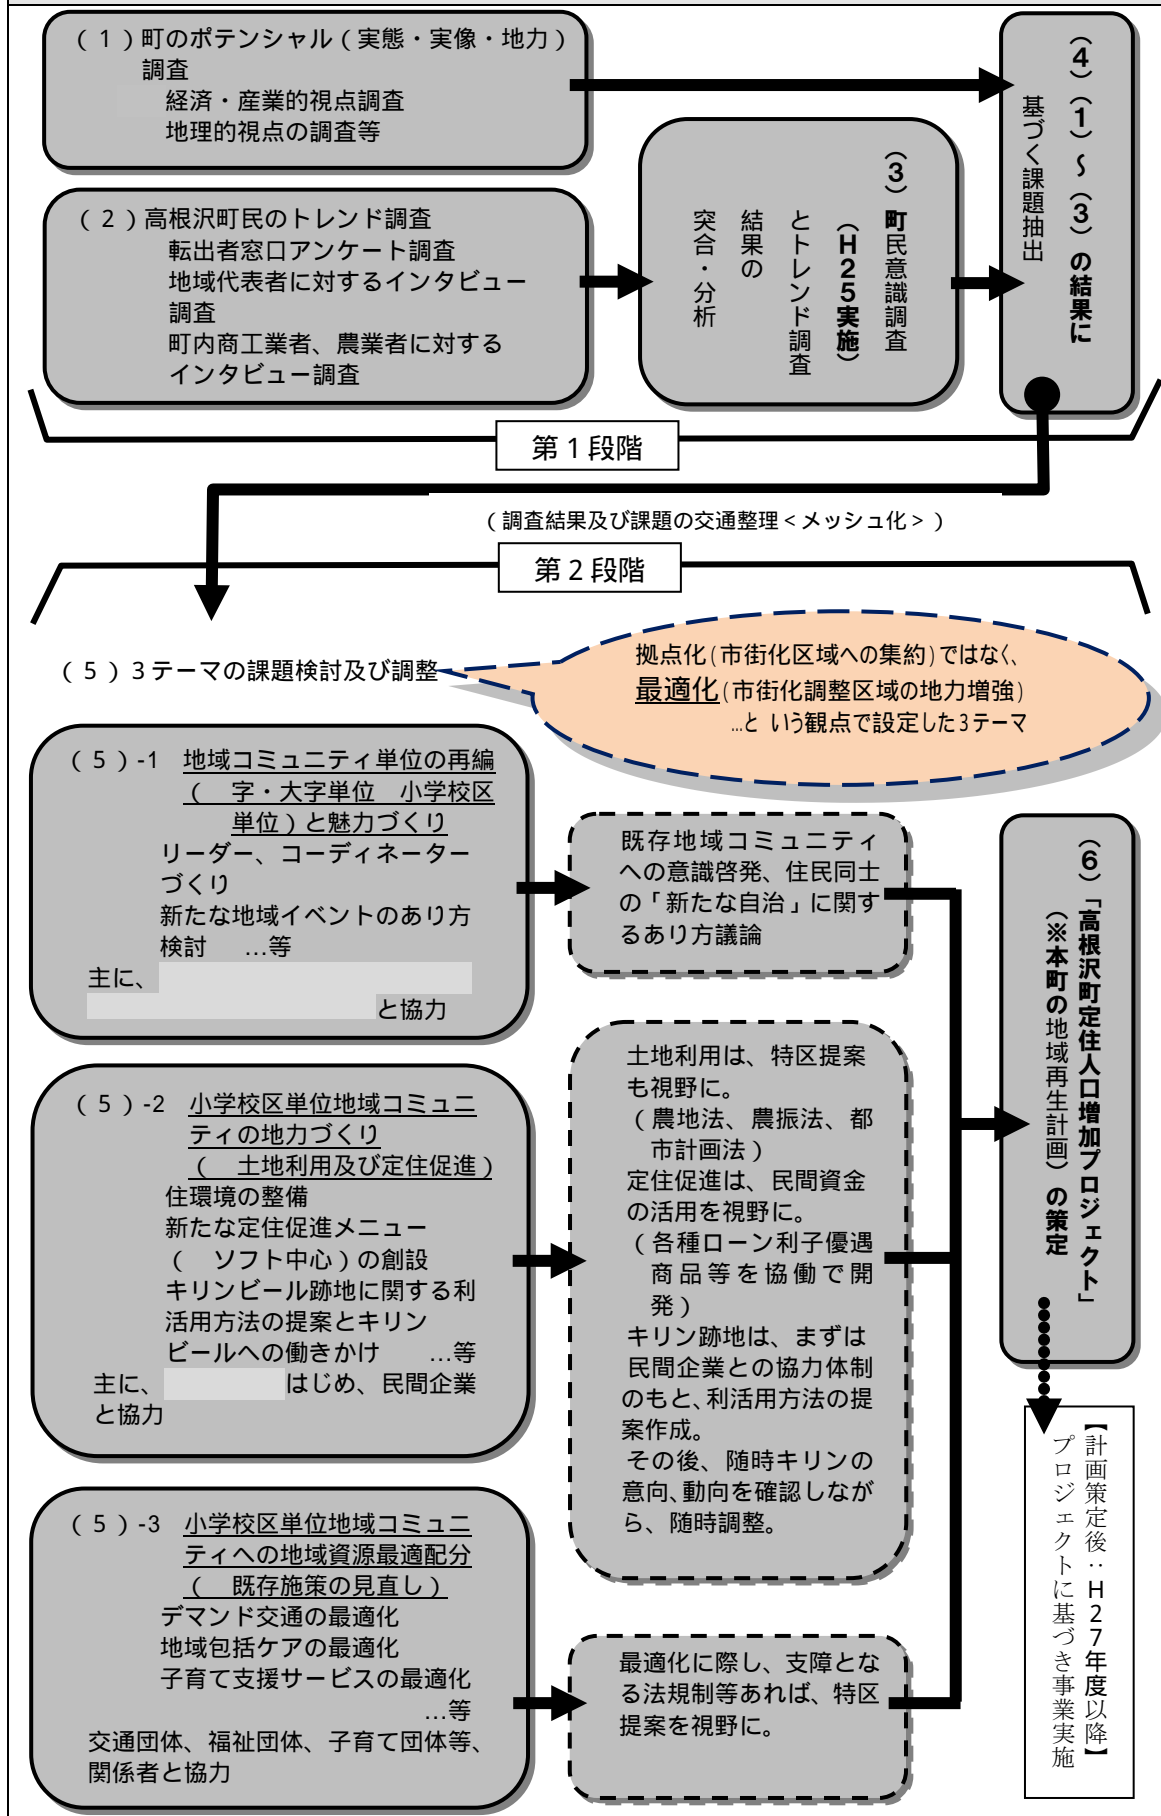 （１）町のポテンシャル（実態・実像・地力）
調査
経済・産業的視点調査
地理的視点の調査等
（２）高根沢町民のトレンド調査
転出者窓口アンケート調査
地域代表者に対するインタビュー
調査
町内商工業者、農業者に対する
インタビュー調査
（３）町民意識調査
（Ｈ２５実施）
とトレンド調査
結果の
突合・分析
（４）（１）～（３）の結果に
基づく課題抽出
第１段階
（調査結果及び課題の交通整理＜メッシュ化＞）
第２段階
（５）３テーマの課題検討及び調整
拠点化(市街化区域への集約)ではなく、
最適化(市街化調整区域の地力増強)
…と いう観点で設定した3テーマ
（５）-1 地域コミュニティ単位の再編
（ 字・大字単位 小学校区
単位）と魅力づくり
リーダー、コーディネーター
づくり
新たな地域イベントのあり方
検討 …等
主に、
と協力
既存地域コミュニティ
への意識啓発、住民同士
の「新たな自治」に関す
るあり方議論
（５）-2 小学校区単位地域コミュニ
ティの地力づくり
（ 土地利用及び定住促進）
住環境の整備
新たな定住促進メニュー
（ ソフト中心）の創設
キリンビール跡地に関する利
活用方法の提案とキリン
ビールへの働きかけ …等
主に、 はじめ、民間企業
と協力
土地利用は、特区提案
も視野に。
（農地法、農振法、都
市計画法）
定住促進は、民間資金
の活用を視野に。
（各種ローン利子優遇
商品等を協働で開
発）
キリン跡地は、まずは
民間企業との協力体制
のもと、利活用方法の提
案作成。
その後、随時キリンの
意向、動向を確認しなが
ら、随時調整。
（５）-3 小学校区単位地域コミュニ
ティへの地域資源最適配分
（ 既存施策の見直し）
デマンド交通の最適化
地域包括ケアの最適化
子育て支援サービスの最適化
…等
交通団体、福祉団体、子育て団体等、
関係者と協力
最適化に際し、支障とな
る法規制等あれば、特区
提案を視野に。
（６）「高根沢町定住人口増加プロジェクト」
（※本町の地域再生計画）の策定
【計画策定後：Ｈ２７年度以降】
プロジェクトに基づき事業実施